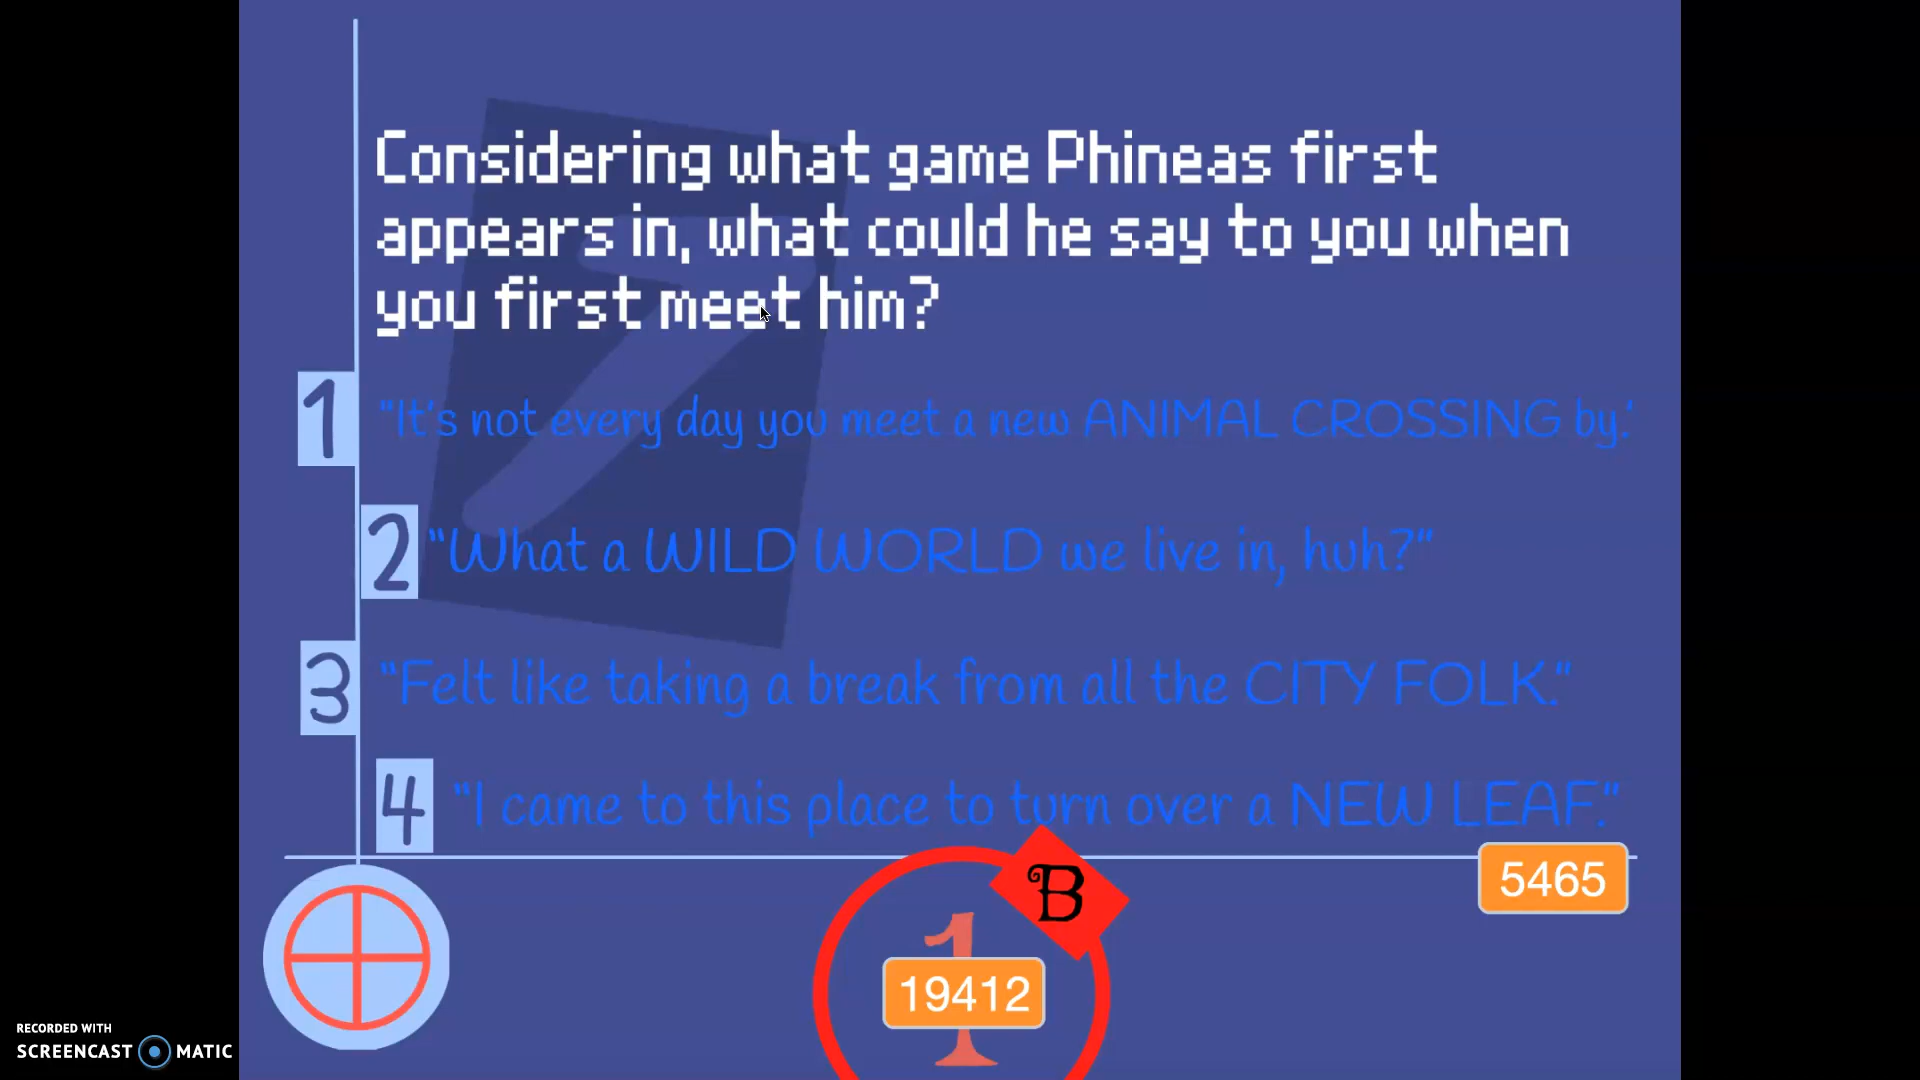 Considering what game Phineas first
appears in, what could he say to you when
you first meet him?
1 "It's not every day you meet a new ANIMAL CROSSING by.'
2 "What a WILD WORLD we live in, huh?"
3 "Felt like taking a break from all the CITY FOLK."
4 "I came to this place to turn over a NEW LEAF."
5465
B
1
19412
RECORDED WITH
SCREENCAST MATIC